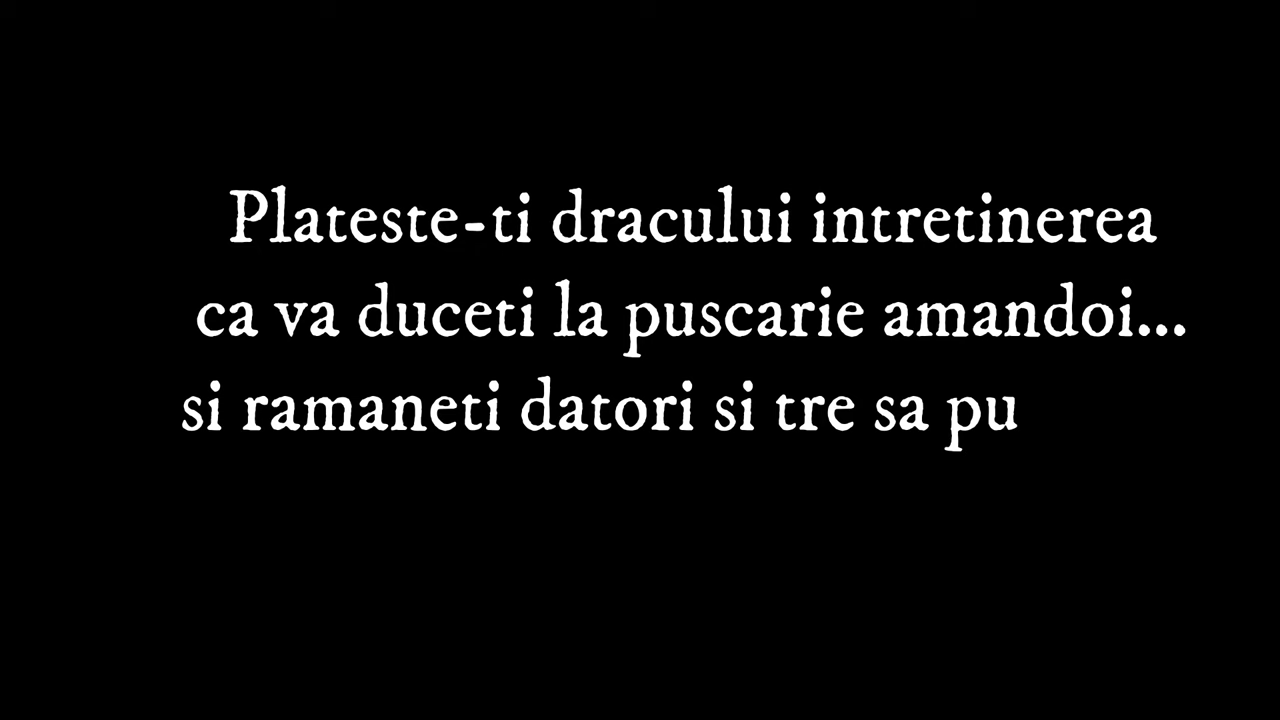 Plateste-ti dracului intretinerea
ca va duceti la puscarie amandoi...
si ramaneti datori si tre sa pu